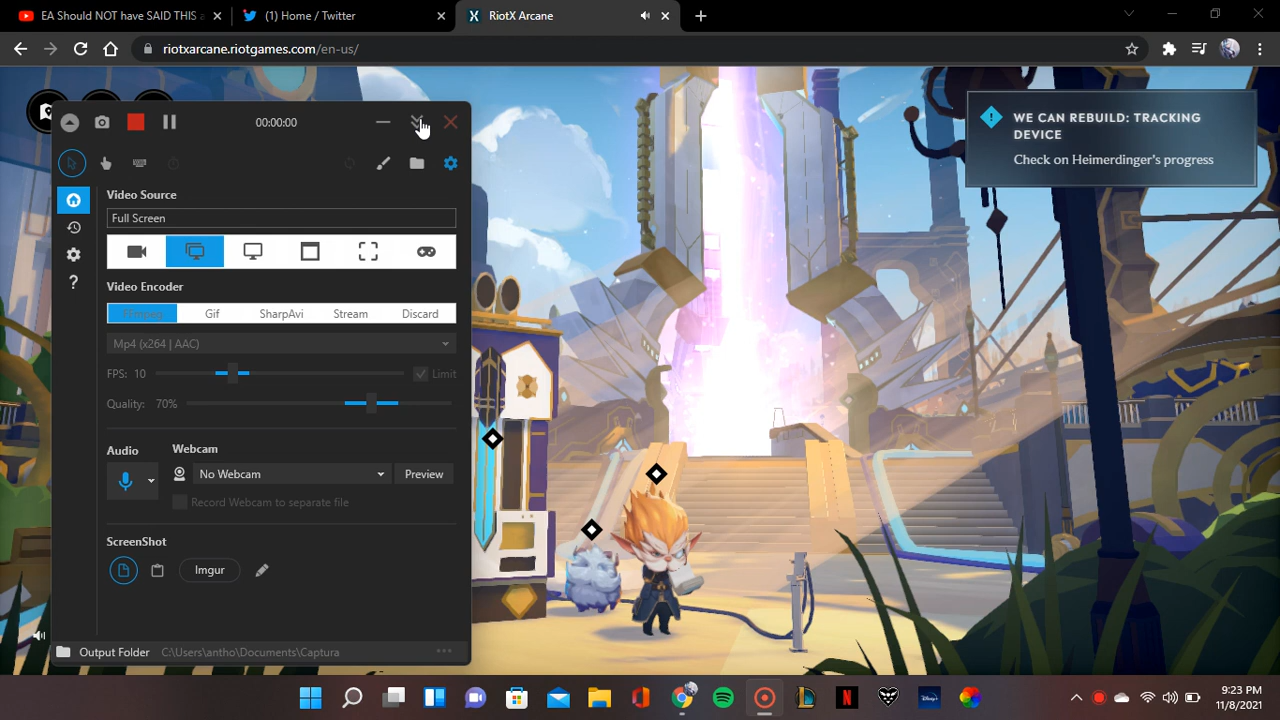 EA Should NOT have SAID THIS a
(1) Home / Twitter
RiotX Arcane
riotxarcane.riotgames.com/en-us/
WE CAN REBUILD: TRACKING
DEVICE
Check on Heimerdinger's progress
00:00:00
Video Source
Full Screen
Video Encoder
FFmpeg Gif SharpAvi Stream Discard
Mp4 (x264 | AAC)
FPS: 10 Limit
Quality: 70%
Audio Webcam
No Webcam Preview
Record Webcam to separate file
ScreenShot
Imgur
Output Folder C:\Users\antho\Documents\Captura
9:23 PM
11/8/2021